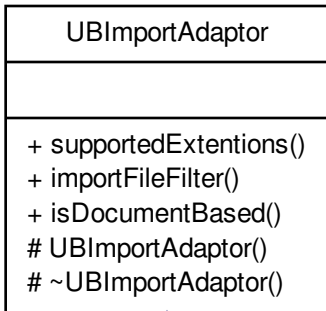 UBImportAdaptor
+ supportedExtentions()
+ importFileFilter()
+ isDocumentBased()
# UBImportAdaptor()
# ~UBImportAdaptor()